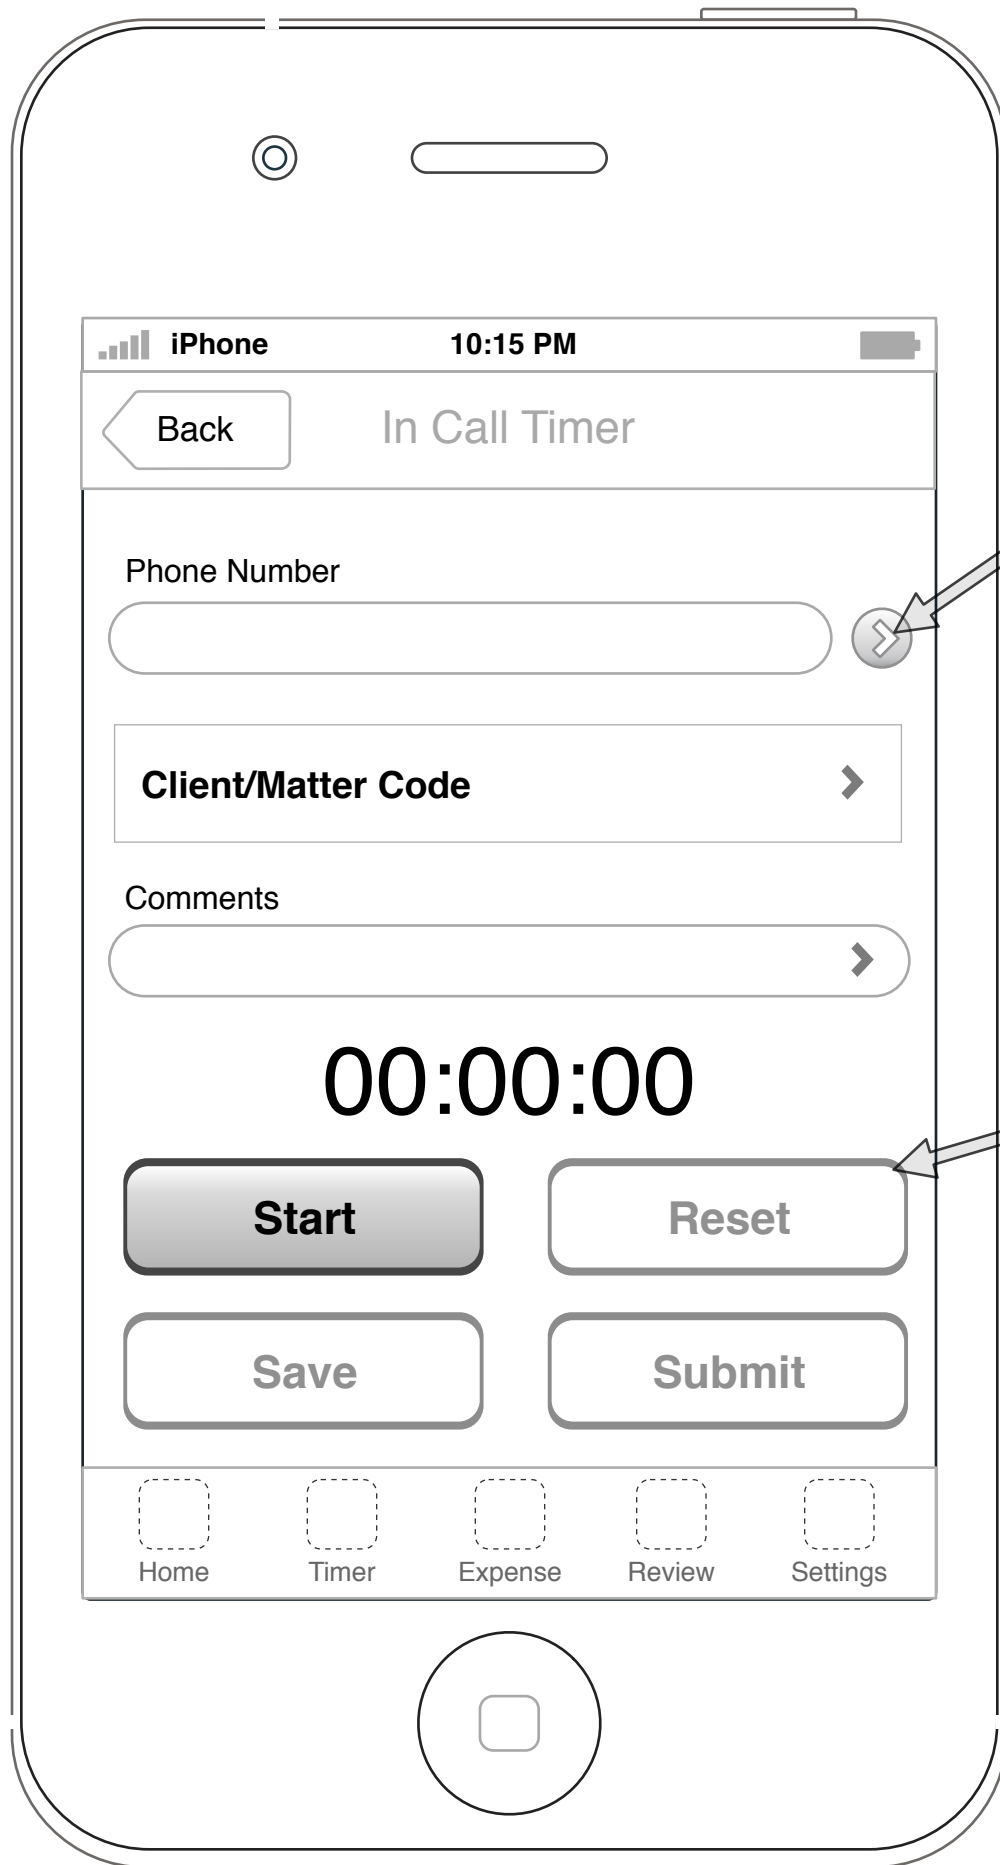 iPhone 10:15 PM
Back In Call Timer
Phone Number
Client/Matter Code
Comments
00:00:00
Start Reset
Save Submit
Home Timer Expense Review Settings